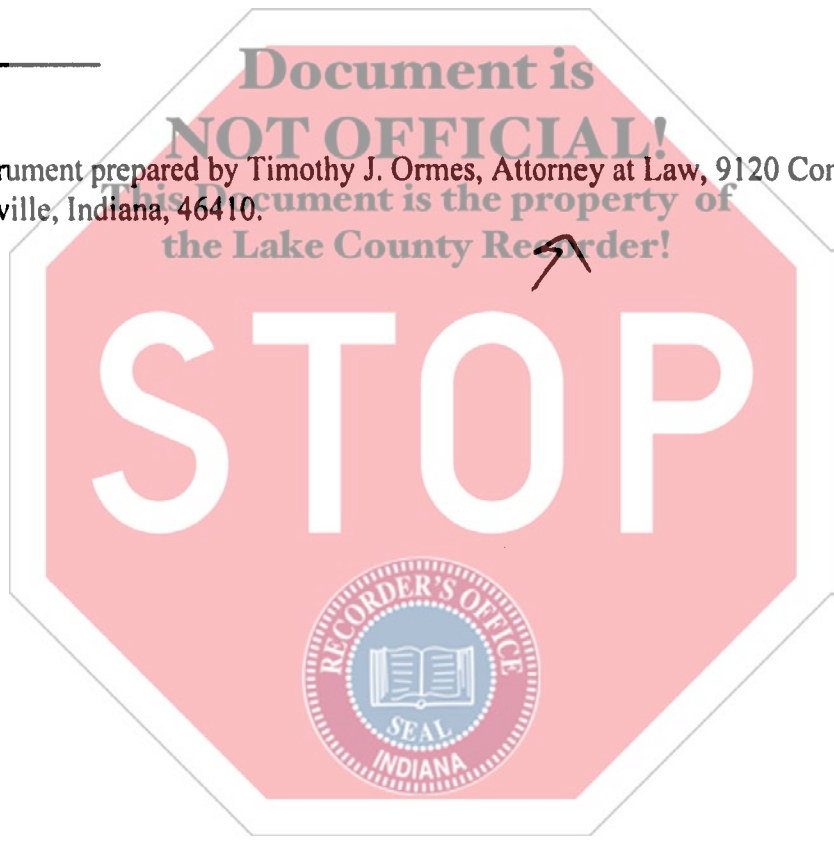 Document is
NOT OFFICIAL!
rument prepared by Timothy J. Ormes, Attorney at Law, 9120 Con
This Document is the property of
ville, Indiana, 46410.
the Lake County Recorder!
STOP
RECORDER'S OFFICE
SEAL
INDIANA